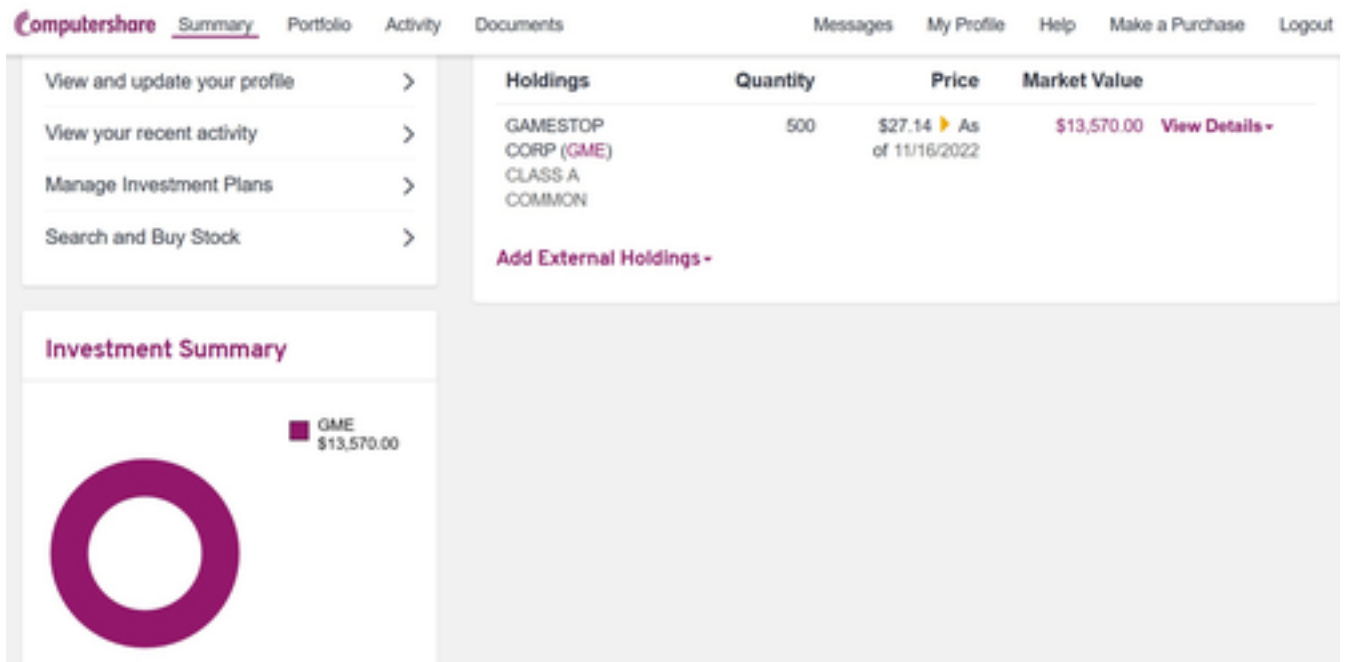 Computershare Summary Portfolio Activity Documents Messages My Profile Help Make a Purchase Logout
View and update your profile
View your recent activity
Manage Investment Plans
Search and Buy Stock
Holdings Quantity Price Market Value
GAMESTOP 500 $27.14 As $13,570.00 View Details
CORP (GME) of 11/16/2022
CLASS A
COMMON
Add External Holdings
Investment Summary
GME
$13,570.00